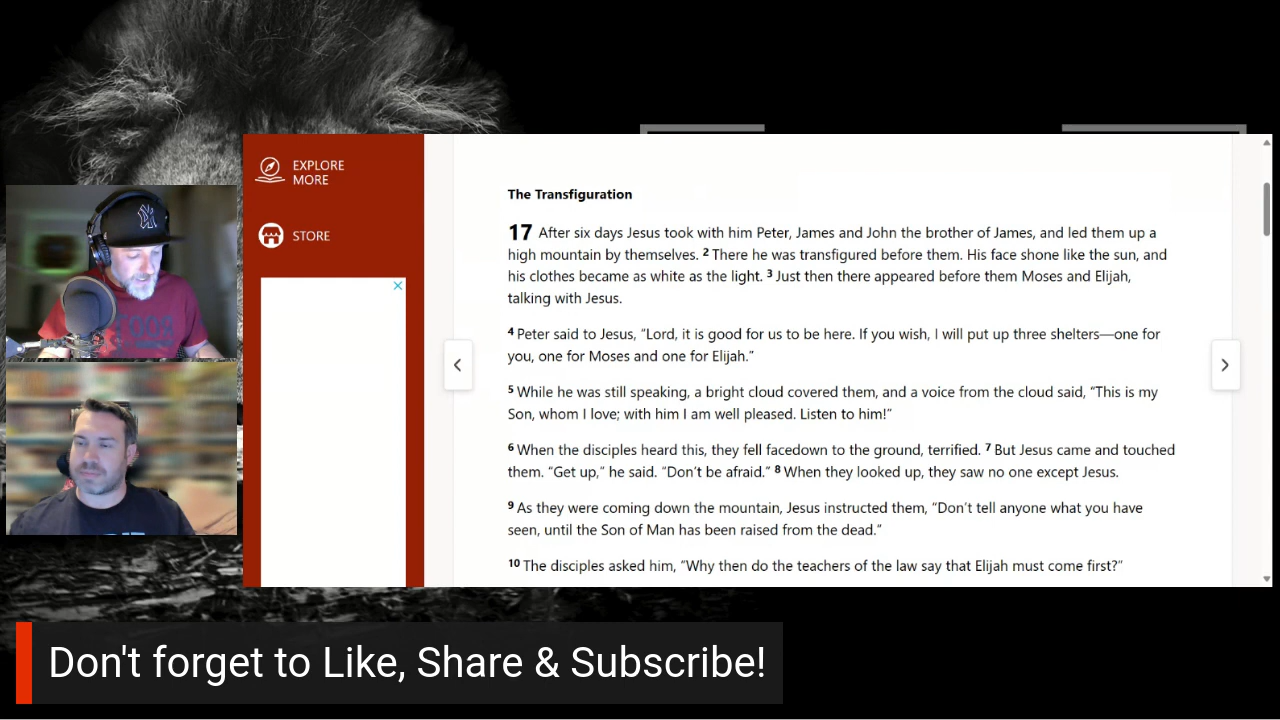 EXPLORE
MORE
STORE
The Transfiguration
17 After six days Jesus took with him Peter, James and John the brother of James, and led them up a
high mountain by themselves. 2 There he was transfigured before them. His face shone like the sun, and
his clothes became as white as the light. 3 Just then there appeared before them Moses and Elijah,
talking with Jesus.
4 Peter said to Jesus, “Lord, it is good for us to be here. If you wish, I will put up three shelters—one for
you, one for Moses and one for Elijah.”
5 While he was still speaking, a bright cloud covered them, and a voice from the cloud said, “This is my
Son, whom I love; with him I am well pleased. Listen to him!”
6 When the disciples heard this, they fell facedown to the ground, terrified. 7 But Jesus came and touched
them. “Get up,” he said. “Don’t be afraid.” 8 When they looked up, they saw no one except Jesus.
9 As they were coming down the mountain, Jesus instructed them, “Don’t tell anyone what you have
seen, until the Son of Man has been raised from the dead.”
10 The disciples asked him, “Why then do the teachers of the law say that Elijah must come first?”
Don't forget to Like, Share & Subscribe!